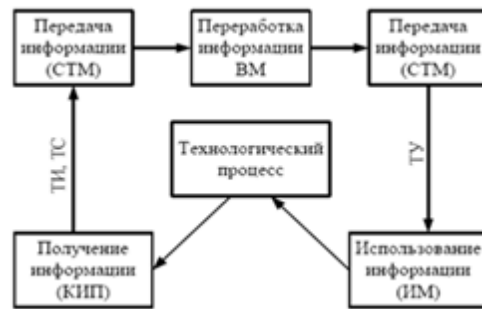 Передача
информации
(СТМ)
Переработка
информации
ВМ
Передача
информации
(СТМ)
ТИ, ТС
Технологический
процесс
ТУ
Получение
информации
(КИП)
Использование
информации
(ИМ)